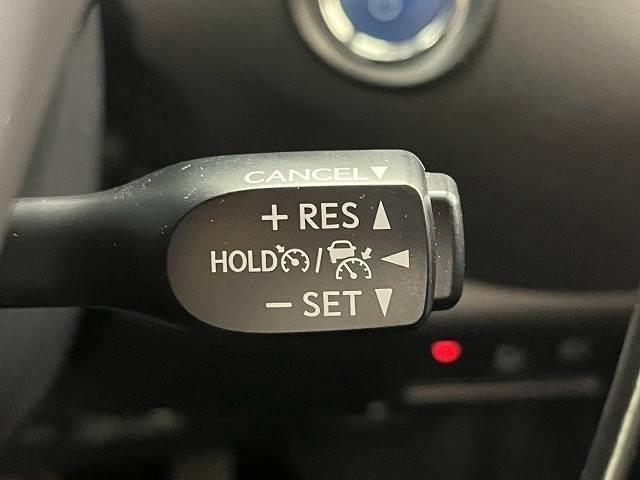 CANCEL▼
+ RES ▲
HOLD / ◀
− SET ▼